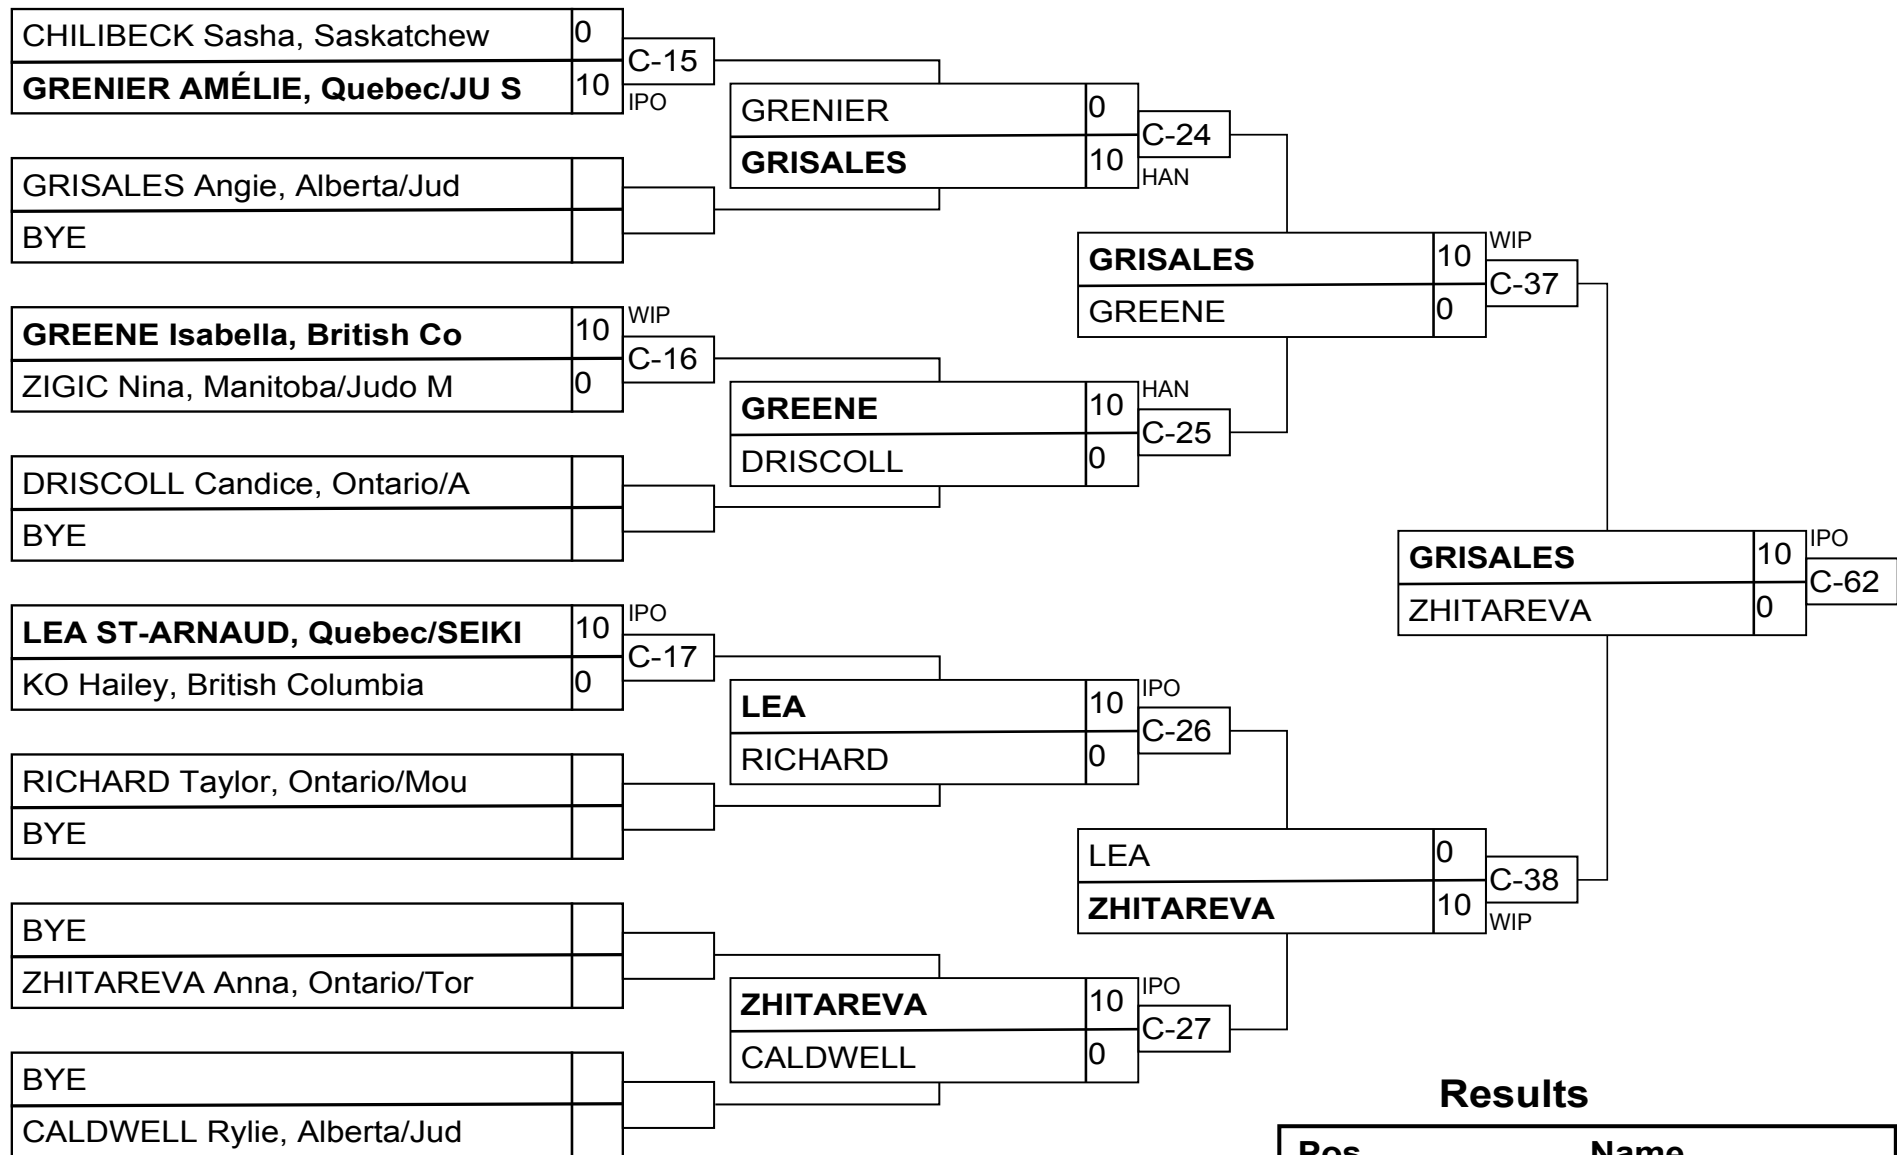 CHILIBECK Sasha, Saskatchew 0
GRENIER AMÉLIE, Quebec/JU S 10
C-15
IPO
GRISALES Angie, Alberta/Jud
BYE
GREENE Isabella, British Co 10
ZIGIC Nina, Manitoba/Judo M 0
WIP
C-16
DRISCOLL Candice, Ontario/A
BYE
LEA ST-ARNAUD, Quebec/SEIKI 10
KO Hailey, British Columbia 0
IPO
C-17
RICHARD Taylor, Ontario/Mou
BYE
BYE
ZHITAREVA Anna, Ontario/Tor
BYE
CALDWELL Rylie, Alberta/Jud
GRENIER 0
GRISALES 10
C-24
HAN
GREENE 10
DRISCOLL 0
HAN
C-25
LEA 10
RICHARD 0
IPO
C-26
ZHITAREVA 10
CALDWELL 0
IPO
C-27
GRISALES 10
GREENE 0
WIP
C-37
LEA 0
ZHITAREVA 10
C-38
WIP
GRISALES 10
ZHITAREVA 0
IPO
C-62
Results
Pos Name